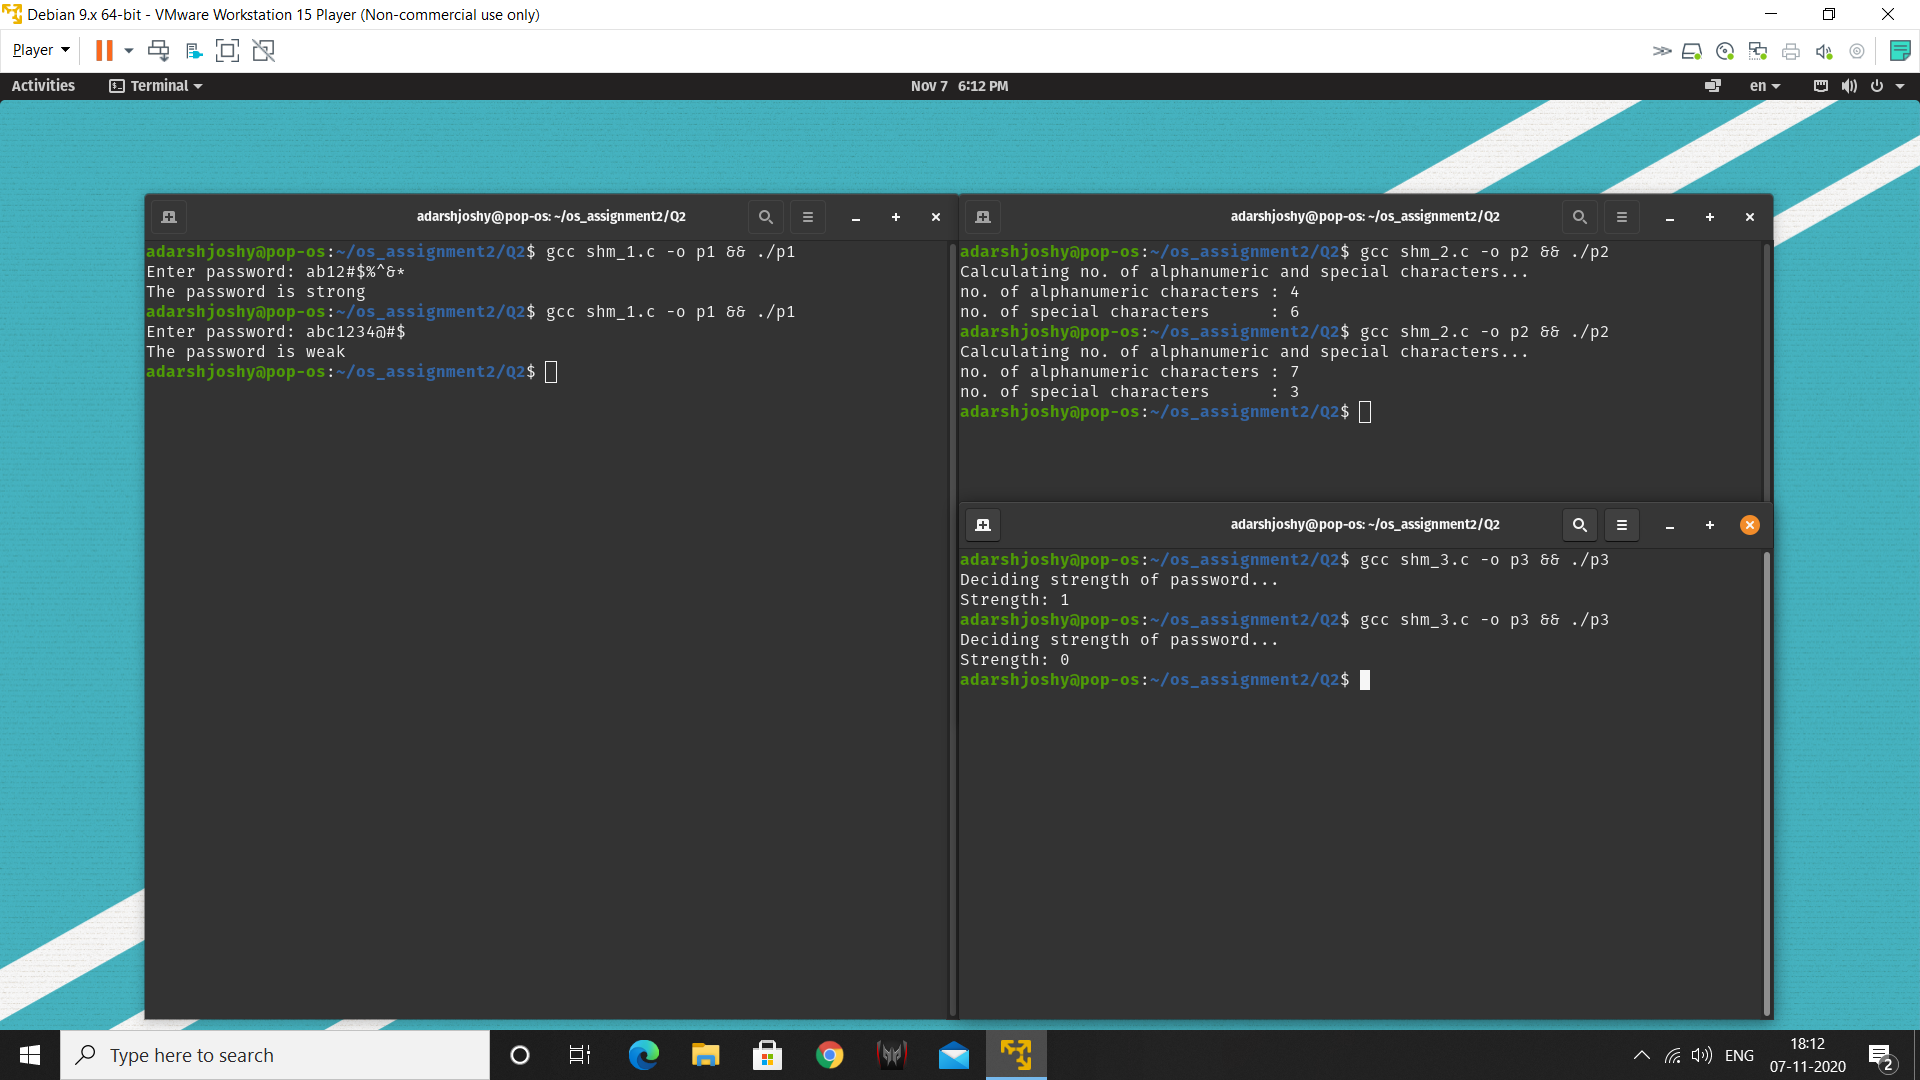 Debian 9.x 64-bit - VMware Workstation 15 Player (Non-commercial use only)
Player
Activities
Terminal
Nov 7 6:12 PM
en
adarshjoshy@pop-os: ~/os_assignment2/Q2
adarshjoshy@pop-os:~/os_assignment2/Q2$ gcc shm_1.c -o p1 && ./p1
Enter password: ab12#$%^&*
The password is strong
adarshjoshy@pop-os:~/os_assignment2/Q2$ gcc shm_1.c -o p1 && ./p1
Enter password: abc1234@#$
The password is weak
adarshjoshy@pop-os:~/os_assignment2/Q2$
adarshjoshy@pop-os: ~/os_assignment2/Q2
adarshjoshy@pop-os:~/os_assignment2/Q2$ gcc shm_2.c -o p2 && ./p2
Calculating no. of alphanumeric and special characters...
no. of alphanumeric characters : 4
no. of special characters      : 6
adarshjoshy@pop-os:~/os_assignment2/Q2$ gcc shm_2.c -o p2 && ./p2
Calculating no. of alphanumeric and special characters...
no. of alphanumeric characters : 7
no. of special characters      : 3
adarshjoshy@pop-os:~/os_assignment2/Q2$
adarshjoshy@pop-os: ~/os_assignment2/Q2
adarshjoshy@pop-os:~/os_assignment2/Q2$ gcc shm_3.c -o p3 && ./p3
Deciding strength of password...
Strength: 1
adarshjoshy@pop-os:~/os_assignment2/Q2$ gcc shm_3.c -o p3 && ./p3
Deciding strength of password...
Strength: 0
adarshjoshy@pop-os:~/os_assignment2/Q2$
Type here to search
ENG
18:12
07-11-2020
2